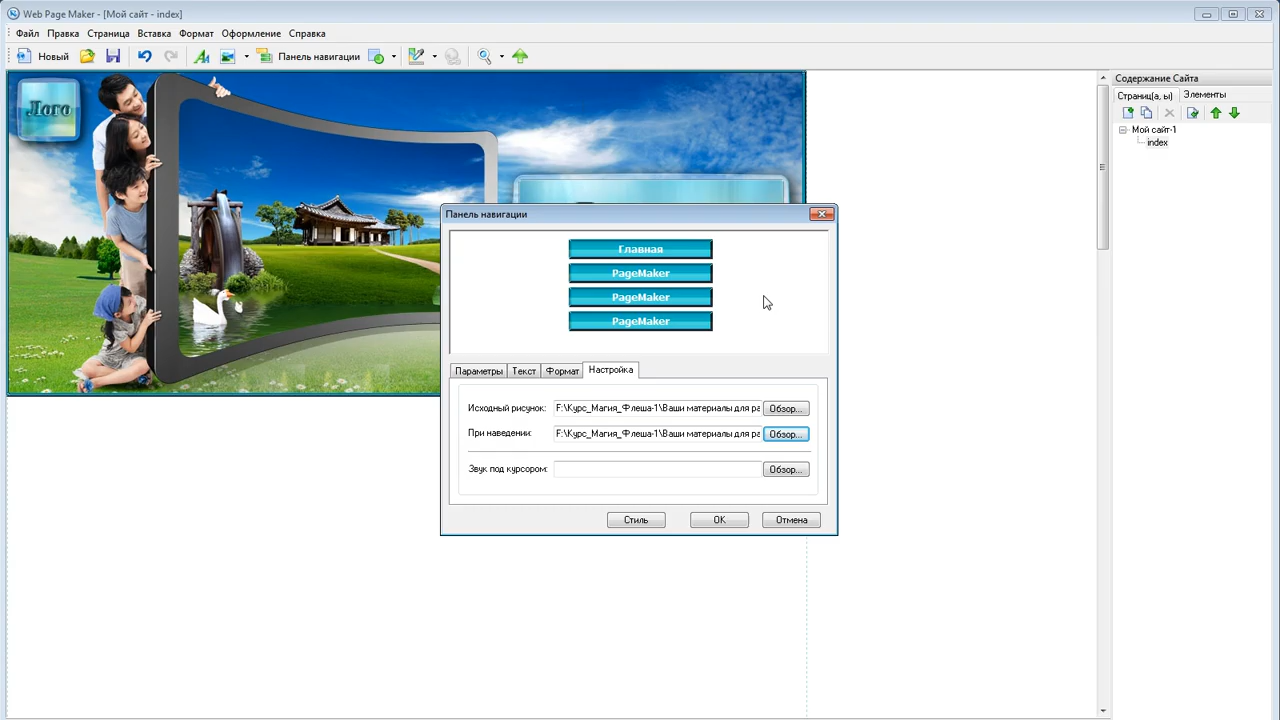 Web Page Maker - [Мой сайт - index]
Файл Правка Страница Вставка Формат Оформление Справка
Новый Панель навигации
Содержание Сайта
Страниц(а, ы) Элементы
Мой сайт-1
index
Лого
Панель навигации
Главная
PageMaker
PageMaker
PageMaker
Параметры Текст Формат Настройка
Исходный рисунок: F:\Курс_Магия_Флеша-1\Ваши материалы для ра Обзор...
При наведении: F:\Курс_Магия_Флеша-1\Ваши материалы для ра Обзор...
Звук под курсором: Обзор...
Стиль OK Отмена